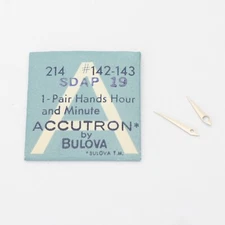 214 #142-143
SDAP 19
1-Pair Hands Hour
and Minute
ACCUTRON*
by
BULOVA
*BULOVA T.M.